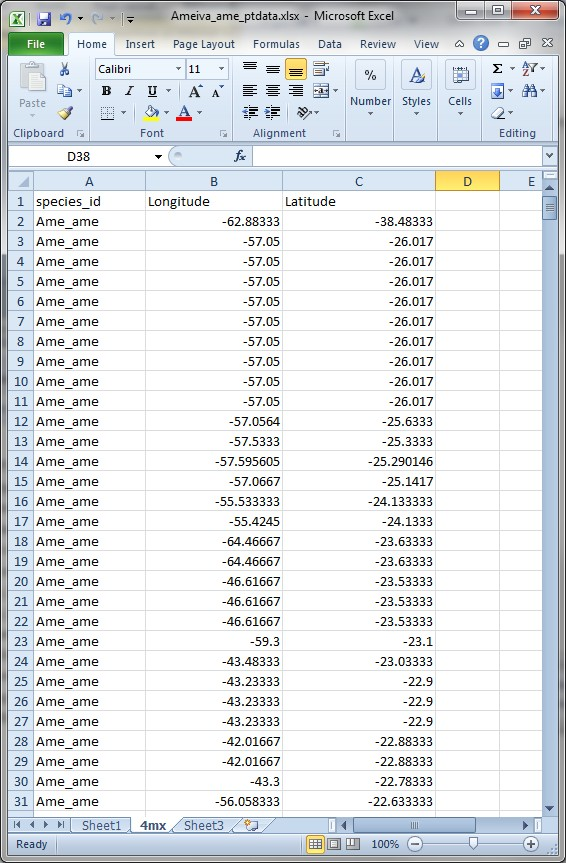 Ameiva_ame_ptdata.xlsx - Microsoft Excel
File Home Insert Page Layout Formulas Data Review View
Paste
Calibri 11
B I U A A
A
% Number
A Styles
Cells
Σ
Clipboard Font Alignment Editing
D38 fx
A B C D E
1 species_id Longitude Latitude
2 Ame_ame -62.88333 -38.48333
3 Ame_ame -57.05 -26.017
4 Ame_ame -57.05 -26.017
5 Ame_ame -57.05 -26.017
6 Ame_ame -57.05 -26.017
7 Ame_ame -57.05 -26.017
8 Ame_ame -57.05 -26.017
9 Ame_ame -57.05 -26.017
10 Ame_ame -57.05 -26.017
11 Ame_ame -57.05 -26.017
12 Ame_ame -57.0564 -25.6333
13 Ame_ame -57.5333 -25.3333
14 Ame_ame -57.595605 -25.290146
15 Ame_ame -57.0667 -25.1417
16 Ame_ame -55.533333 -24.133333
17 Ame_ame -55.4245 -24.1333
18 Ame_ame -64.46667 -23.63333
19 Ame_ame -64.46667 -23.63333
20 Ame_ame -46.61667 -23.53333
21 Ame_ame -46.61667 -23.53333
22 Ame_ame -46.61667 -23.53333
23 Ame_ame -59.3 -23.1
24 Ame_ame -43.48333 -23.03333
25 Ame_ame -43.23333 -22.9
26 Ame_ame -43.23333 -22.9
27 Ame_ame -43.23333 -22.9
28 Ame_ame -42.01667 -22.88333
29 Ame_ame -42.01667 -22.88333
30 Ame_ame -43.3 -22.78333
31 Ame_ame -56.058333 -22.633333
Sheet1 4mx Sheet3
Ready 100%